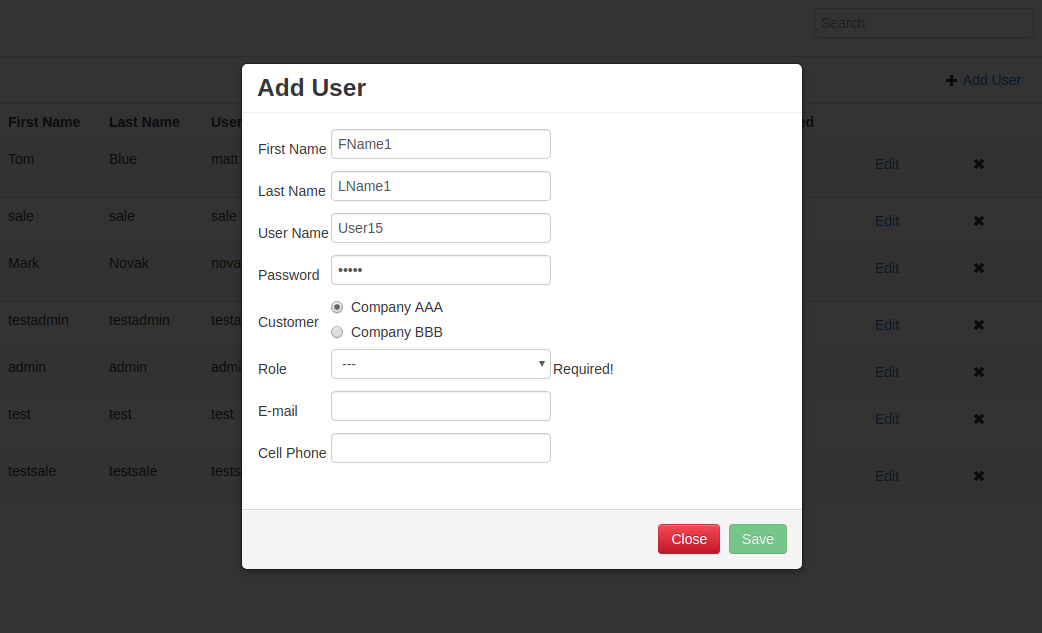 Search
Add User
Add User
First Name Last Name User ed
First Name FName1
Tom Blue matt Edit
Last Name LName1
sale sale sale Edit
User Name User15
Mark Novak nova Edit
Password •••••
Customer Company AAA
testadmin testadmin testa Edit
Company BBB
admin admin admi Edit
Role --- Required!
test test test Edit
E-mail
Cell Phone
testsale testsale tests Edit
Close Save